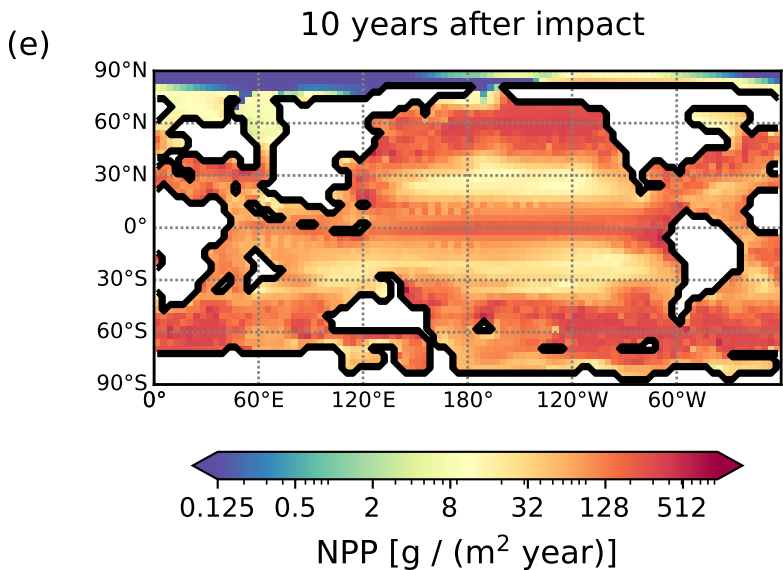 10 years after impact
(e)
90°N
60°N
30°N
0°
30°S
60°S
90°S
0° 60°E 120°E 180° 120°W 60°W
0.125 0.5 2 8 32 128 512
NPP [g / (m² year)]